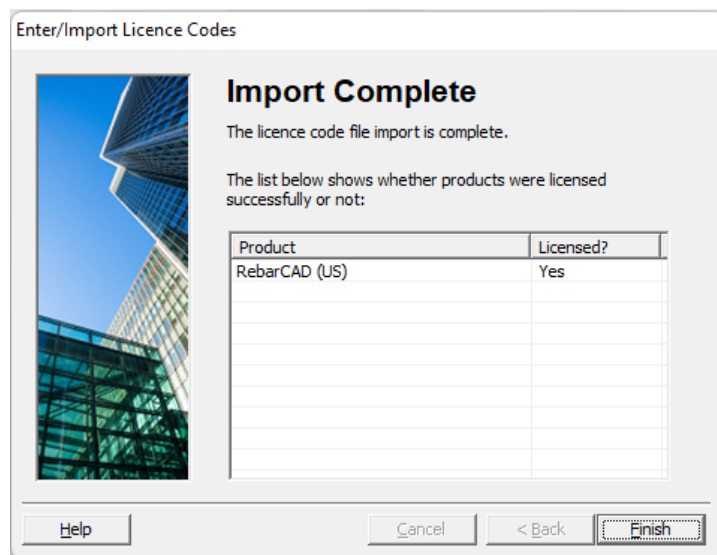 Enter/Import Licence Codes
Import Complete
The licence code file import is complete.
The list below shows whether products were licensed
successfully or not:
Product Licensed?
RebarCAD (US) Yes
Help Cancel < Back Finish